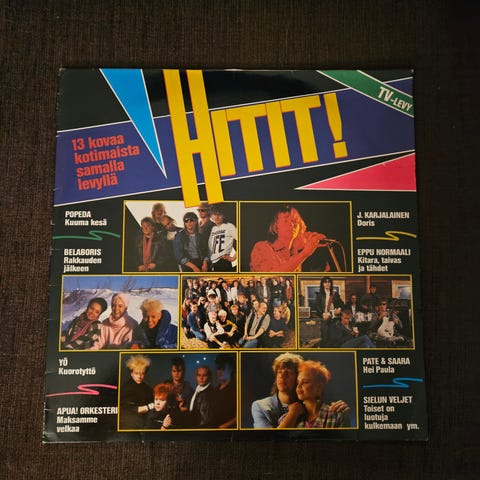 TV-LEVY
HITIT!
13 kovaa
kotimaista
samalla
levyllä
POPEDA
Kuuma kesä
BELABORIS
Rakkauden
jälkeen
J. KARJALAINEN
Doris
EPPU NORMAALI
Kitara, taivas
ja tähdet
YÖ
Kuorotyttö
APUA! ORKESTERI
Maksamme
velkaa
PATE & SAARA
Hei Paula
SIELUN VELJET
Toiset on
luotuja
kulkemaan ym.